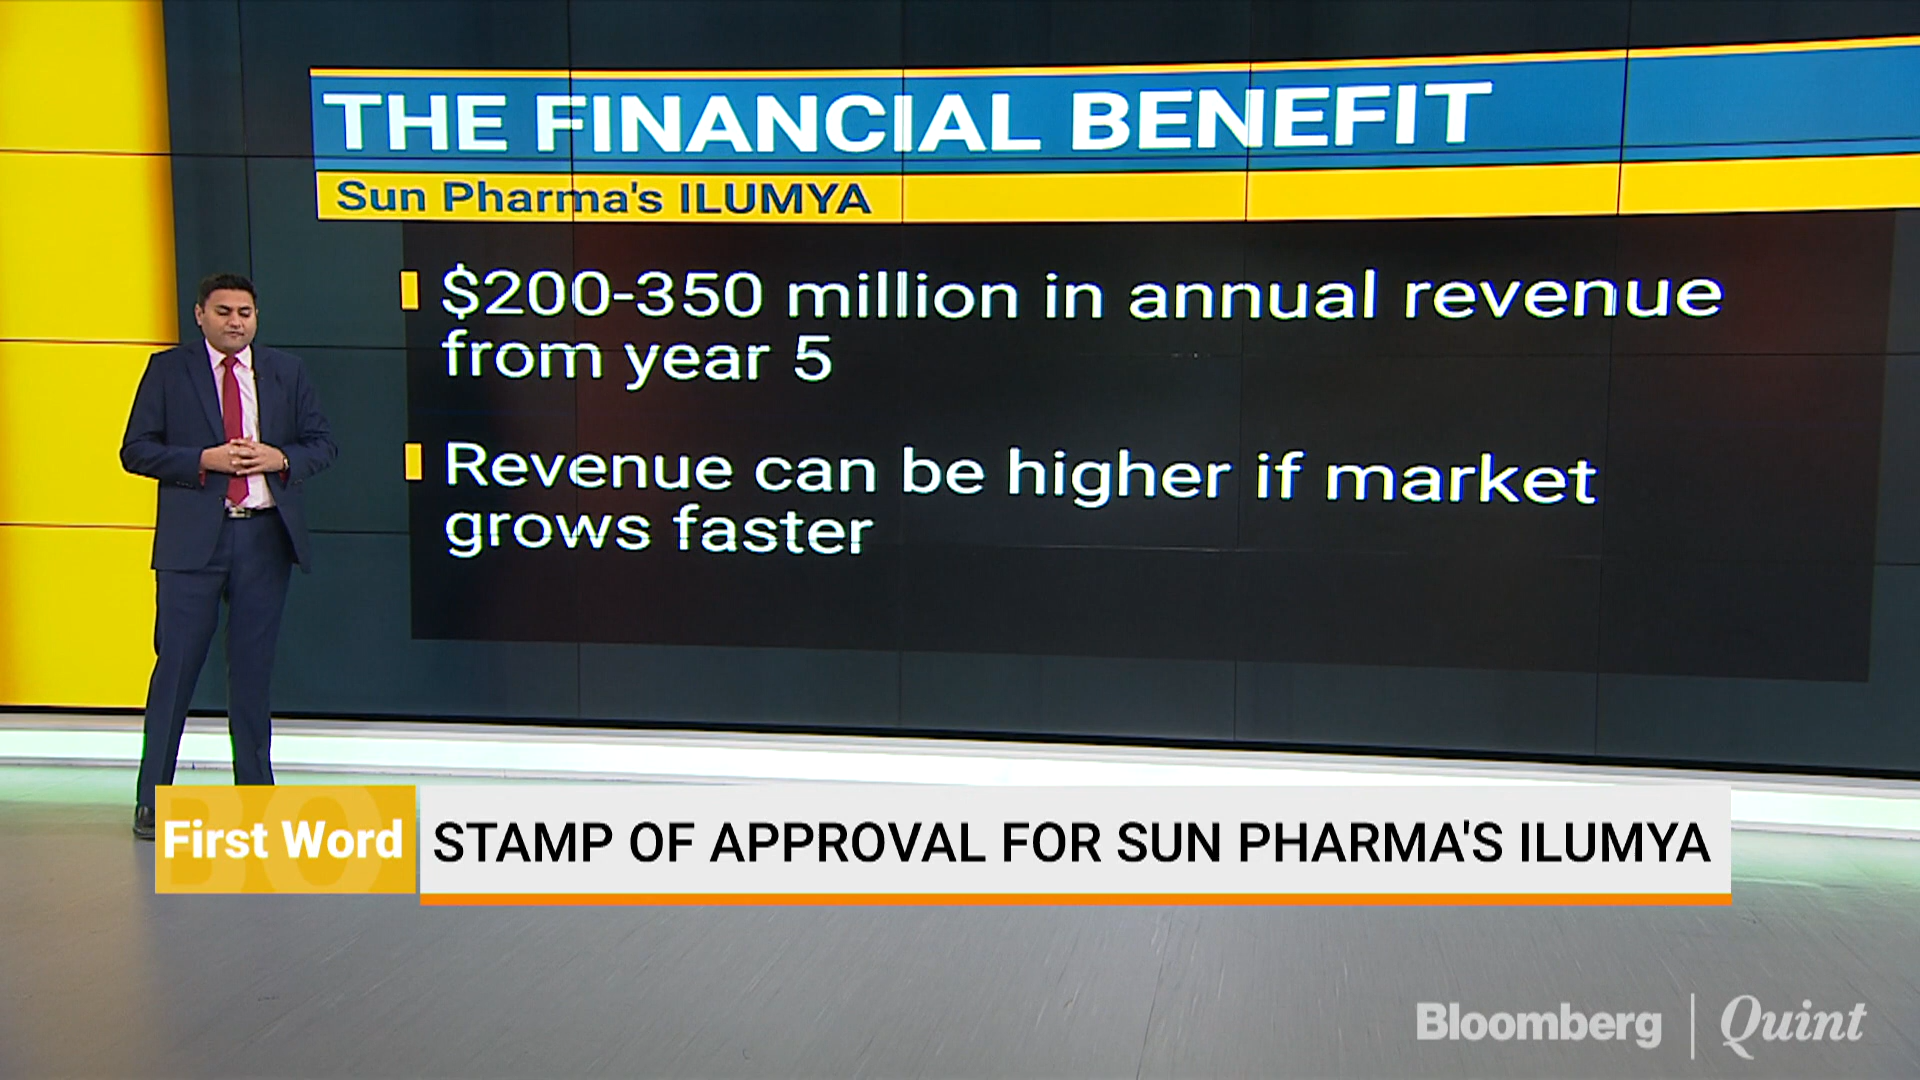 THE FINANCIAL BENEFIT
Sun Pharma's ILUMYA
$200-350 million in annual revenue
from year 5
Revenue can be higher if market
grows faster
First Word
STAMP OF APPROVAL FOR SUN PHARMA'S ILUMYA
Bloomberg | Quint